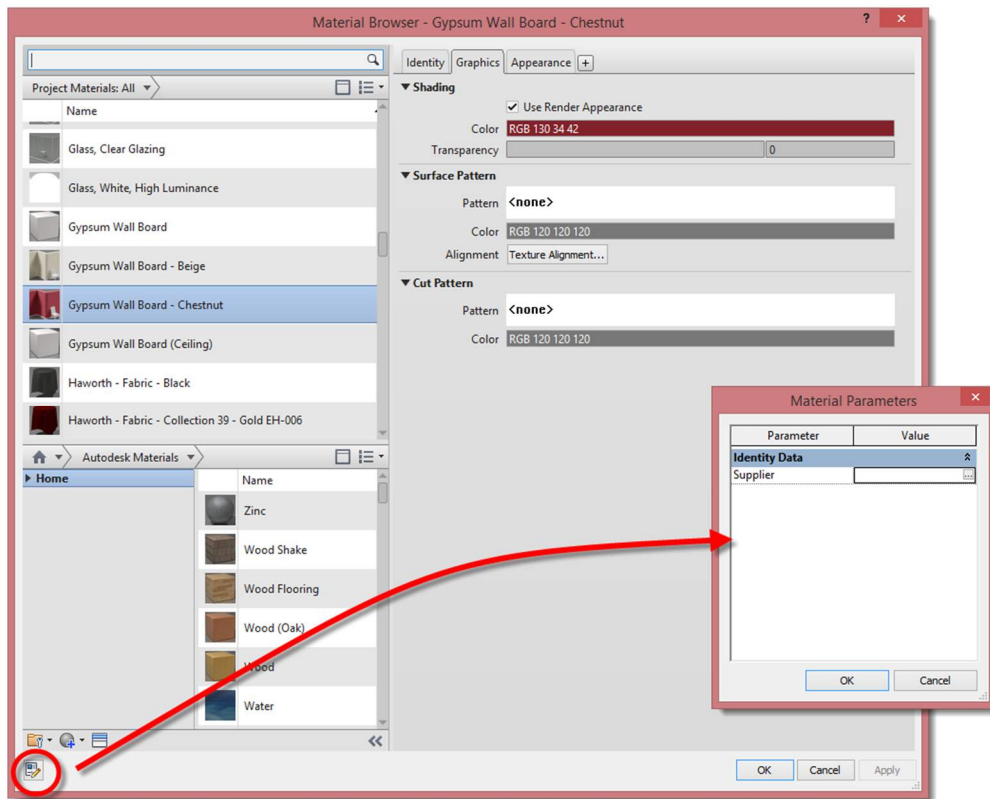 Material Browser - Gypsum Wall Board - Chestnut
?
Project Materials: All
Name
Glass, Clear Glazing
Glass, White, High Luminance
Gypsum Wall Board
Gypsum Wall Board - Beige
Gypsum Wall Board - Chestnut
Gypsum Wall Board (Ceiling)
Haworth - Fabric - Black
Haworth - Fabric - Collection 39 - Gold EH-006
Autodesk Materials
Home
Name
Zinc
Wood Shake
Wood Flooring
Wood (Oak)
Wood
Water
Identity Graphics Appearance +
Shading
Use Render Appearance
Color RGB 130 34 42
Transparency 0
Surface Pattern
Pattern <none>
Color RGB 120 120 120
Alignment Texture Alignment...
Cut Pattern
Pattern <none>
Color RGB 120 120 120
Material Parameters
Parameter Value
Identity Data
Supplier ...
OK Cancel
OK Cancel Apply